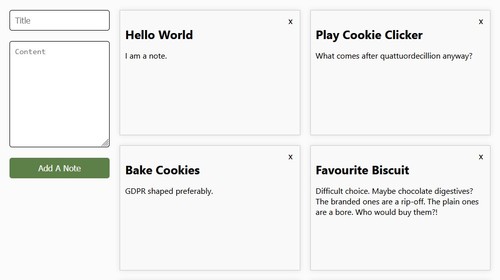 Title
Content
Add A Note
x
Hello World
I am a note.
x
Play Cookie Clicker
What comes after quattuordecillion anyway?
x
Bake Cookies
GDPR shaped preferably.
x
Favourite Biscuit
Difficult choice. Maybe chocolate digestives?
The branded ones are a rip-off. The plain ones
are a bore. Who would buy them?!